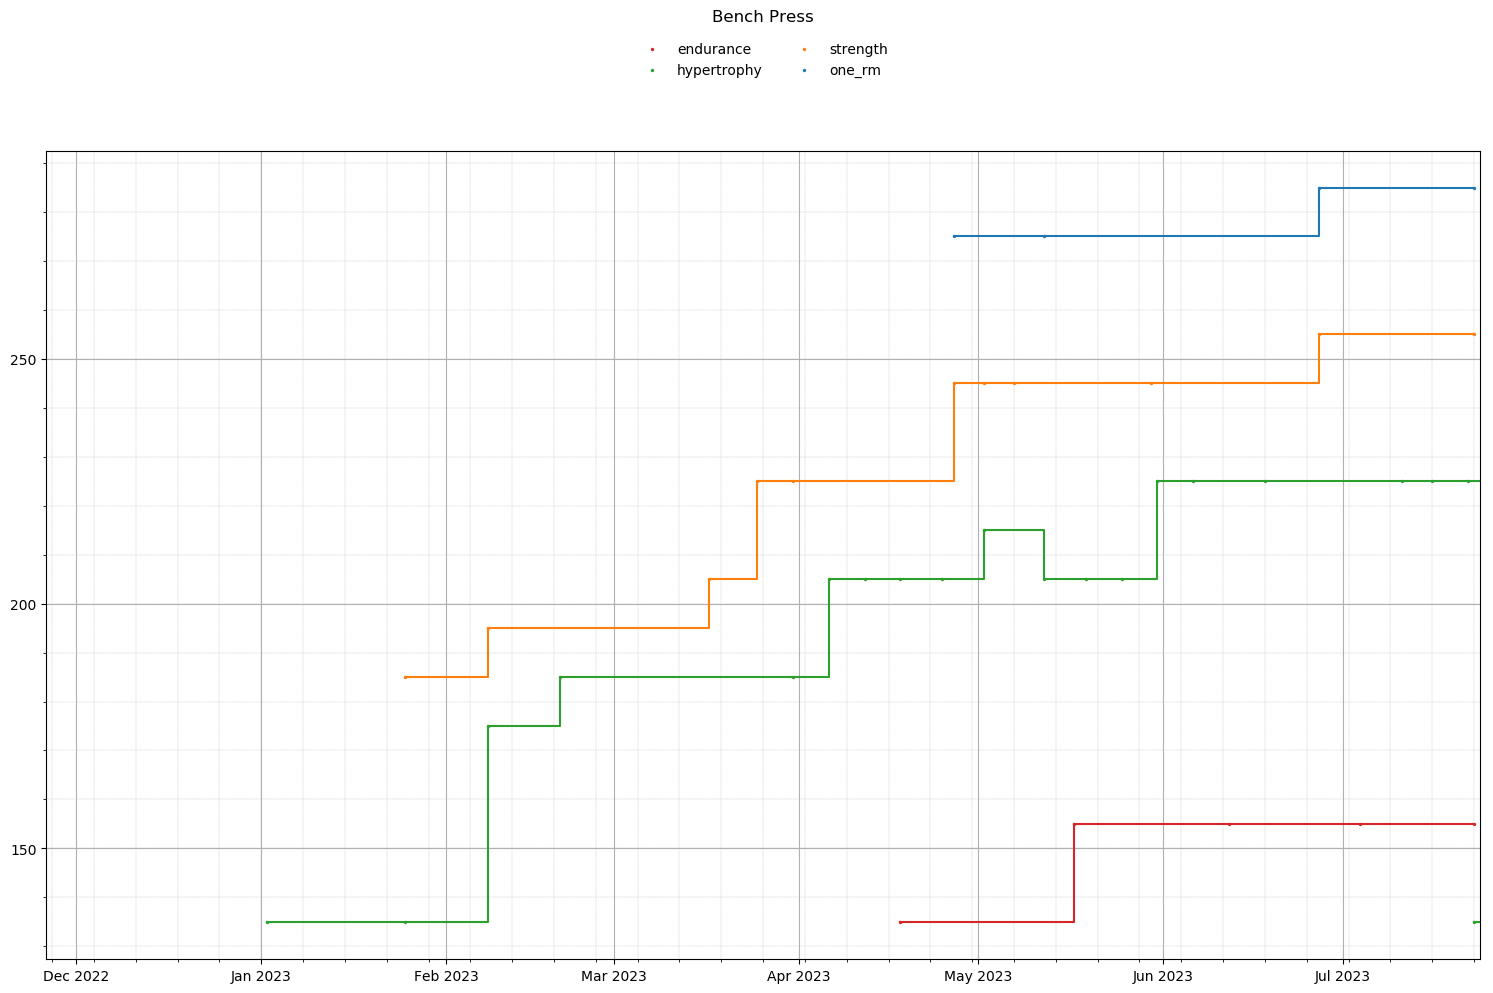 Bench Press
endurance
hypertrophy
strength
one_rm
250
200
150
Dec 2022
Jan 2023
Feb 2023
Mar 2023
Apr 2023
May 2023
Jun 2023
Jul 2023